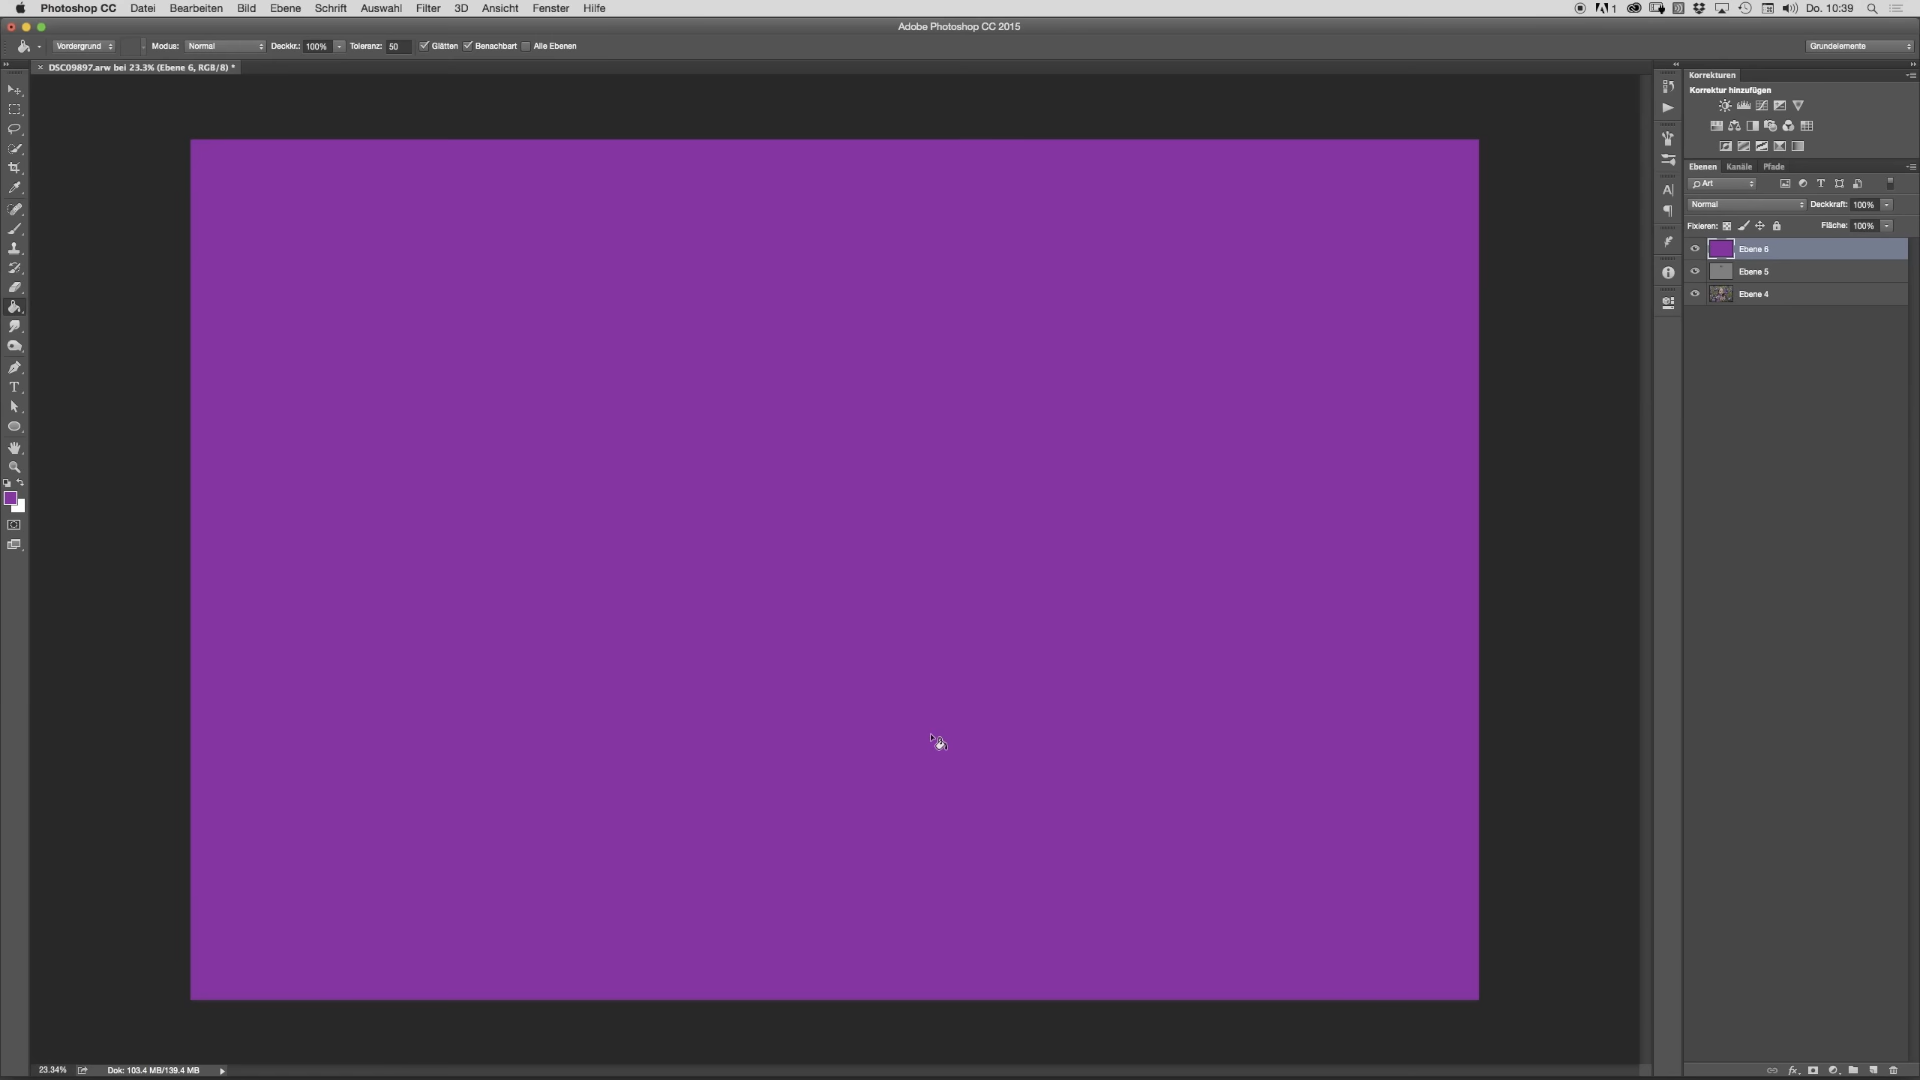 Photoshop CC Datei Bearbeiten Bild Ebene Schrift Auswahl Filter 3D Ansicht Fenster Hilfe 1 Do. 10:39
Adobe Photoshop CC 2015
Vordergrund Modus: Normal Deckkr.: 100% Toleranz: 50 Glätten Benachbart Alle Ebenen Grundelemente
DSC09897.arw bei 23.3% (Ebene 6, RGB/8) *
Korrekturen
Korrektur hinzufügen
Ebenen Kanäle Pfade
Art
Normal Deckkraft: 100%
Fixieren: Fläche: 100%
Ebene 6
Ebene 5
Ebene 4
23.34% Dok: 103.4 MB/139.4 MB